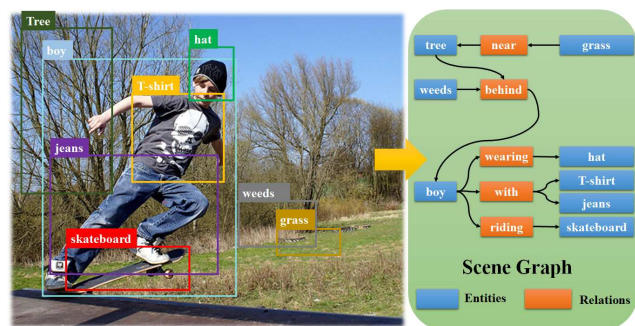 Tree
boy
hat
T-shirt
jeans
weeds
grass
skateboard
tree
near
grass
weeds
behind
wearing
hat
T-shirt
boy
with
jeans
riding
skateboard
Scene Graph
Entities
Relations